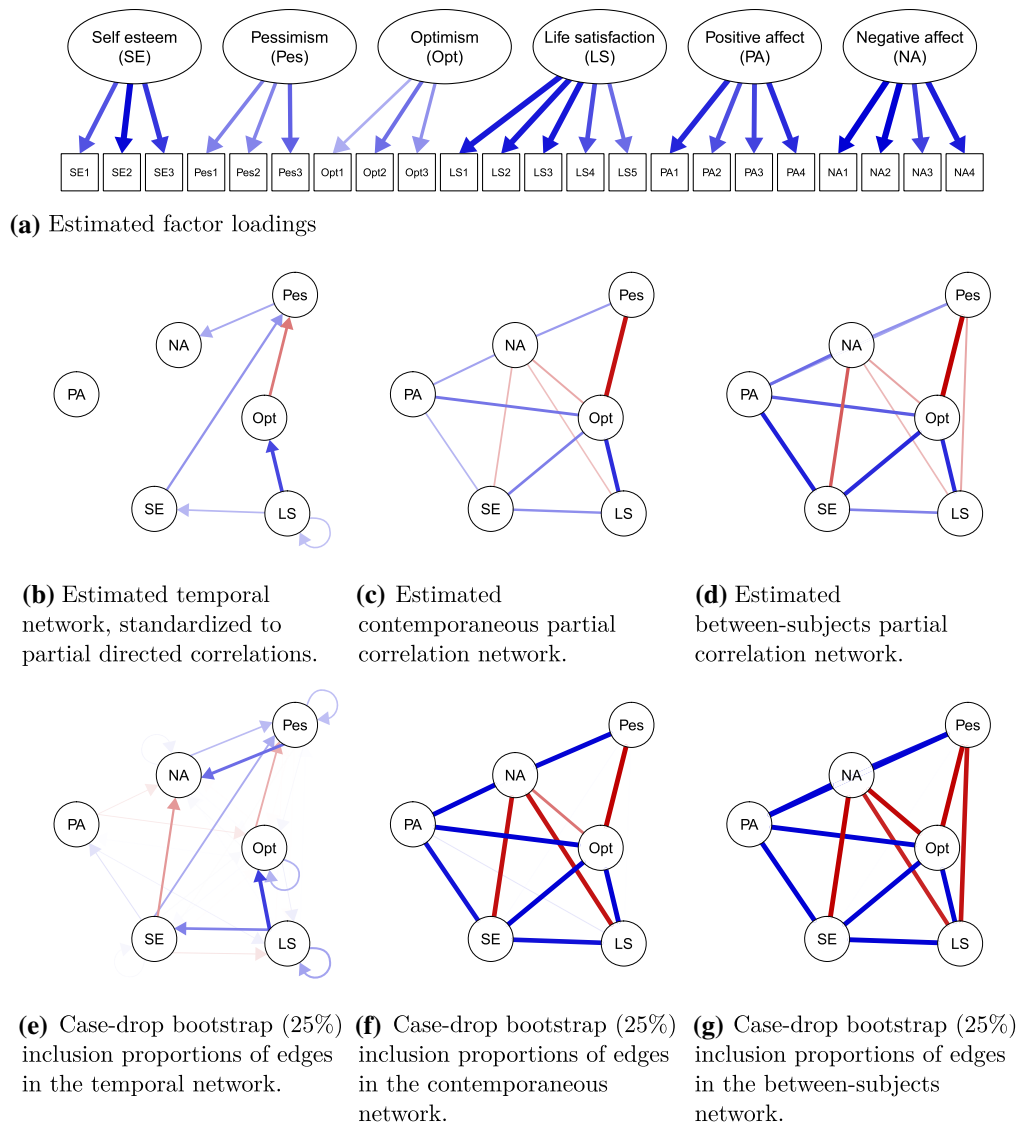 Self esteem (SE)
Pessimism (Pes)
Optimism (Opt)
Life satisfaction (LS)
Positive affect (PA)
Negative affect (NA)
SE1 SE2 SE3 Pes1 Pes2 Pes3 Opt1 Opt2 Opt3 LS1 LS2 LS3 LS4 LS5 PA1 PA2 PA3 PA4 NA1 NA2 NA3 NA4
(a) Estimated factor loadings
Pes
NA
PA
Opt
SE
LS
Pes
NA
PA
Opt
SE
LS
Pes
NA
PA
Opt
SE
LS
(b) Estimated temporal
network, standardized to
partial directed correlations.
(c) Estimated
contemporaneous partial
correlation network.
(d) Estimated
between-subjects partial
correlation network.
Pes
NA
PA
Opt
SE
LS
Pes
NA
PA
Opt
SE
LS
Pes
NA
PA
Opt
SE
LS
(e) Case-drop bootstrap (25%)
inclusion proportions of edges
in the temporal network.
(f) Case-drop bootstrap (25%)
inclusion proportions of edges
in the contemporaneous
network.
(g) Case-drop bootstrap (25%)
inclusion proportions of edges
in the between-subjects
network.